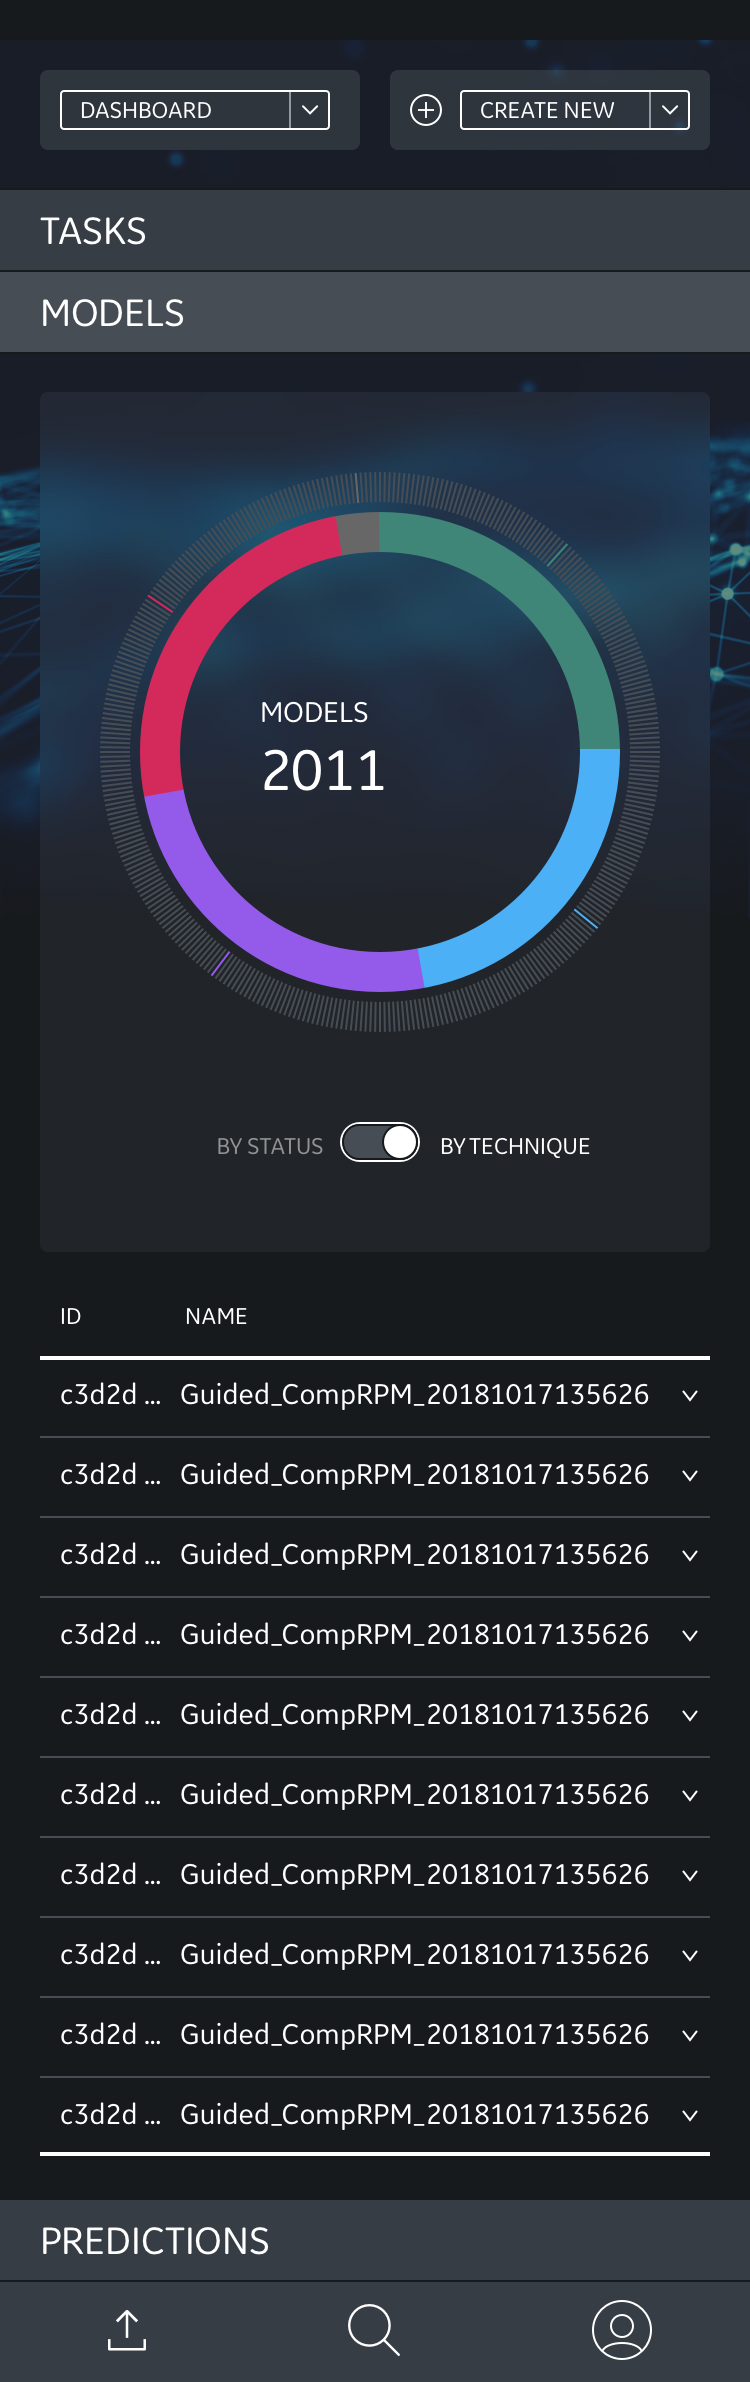 DASHBOARD
CREATE NEW
TASKS
MODELS
MODELS
2011
BY STATUS
BY TECHNIQUE
ID NAME
c3d2d ... Guided_CompRPM_20181017135626
c3d2d ... Guided_CompRPM_20181017135626
c3d2d ... Guided_CompRPM_20181017135626
c3d2d ... Guided_CompRPM_20181017135626
c3d2d ... Guided_CompRPM_20181017135626
c3d2d ... Guided_CompRPM_20181017135626
c3d2d ... Guided_CompRPM_20181017135626
c3d2d ... Guided_CompRPM_20181017135626
c3d2d ... Guided_CompRPM_20181017135626
c3d2d ... Guided_CompRPM_20181017135626
PREDICTIONS